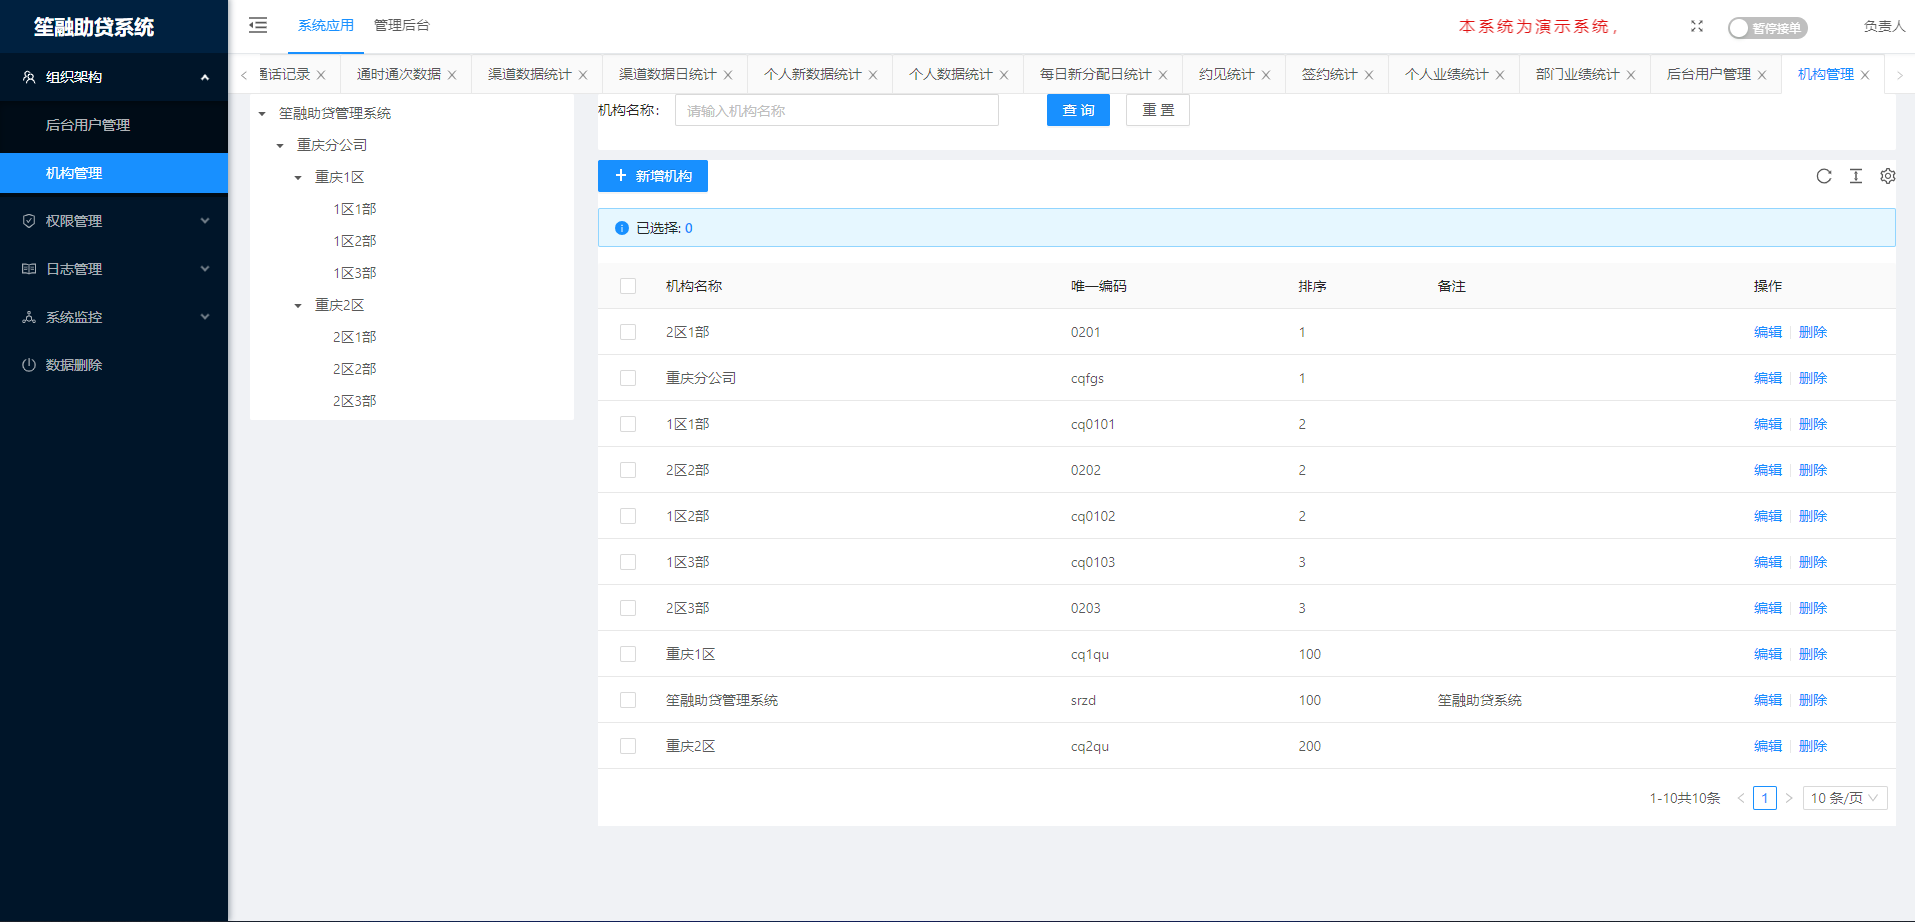 笙融助贷系统
系统应用 管理后台
本系统为演示系统，
暂停接单
负责人
组织架构
后台用户管理
机构管理
权限管理
日志管理
系统监控
数据删除
通话记录 通时通次数据 渠道数据统计 渠道数据日统计 个人新数据统计 个人数据统计 每日新分配日统计 约见统计 签约统计 个人业绩统计 部门业绩统计 后台用户管理 机构管理
笙融助贷管理系统
重庆分公司
重庆1区
1区1部
1区2部
1区3部
重庆2区
2区1部
2区2部
2区3部
机构名称: 请输入机构名称 查 询 重 置
+ 新增机构
已选择: 0
机构名称 唯一编码 排序 备注 操作
2区1部 0201 1 编辑 删除
重庆分公司 cqfgs 1 编辑 删除
1区1部 cq0101 2 编辑 删除
2区2部 0202 2 编辑 删除
1区2部 cq0102 2 编辑 删除
1区3部 cq0103 3 编辑 删除
2区3部 0203 3 编辑 删除
重庆1区 cq1qu 100 编辑 删除
笙融助贷管理系统 srzd 100 笙融助贷系统 编辑 删除
重庆2区 cq2qu 200 编辑 删除
1-10共10条 < 1 > 10 条/页